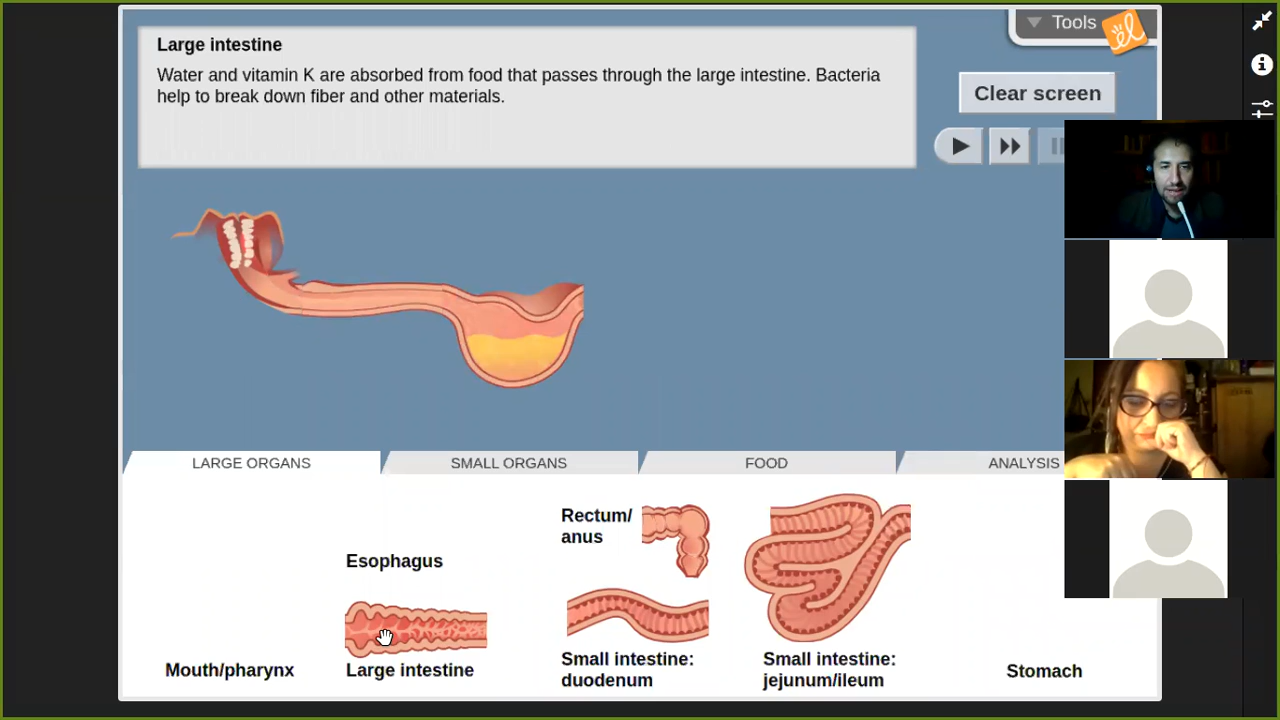 Large intestine
Water and vitamin K are absorbed from food that passes through the large intestine. Bacteria
help to break down fiber and other materials.
Tools
Clear screen
LARGE ORGANS
SMALL ORGANS
FOOD
ANALYSIS
Rectum/
anus
Esophagus
Mouth/pharynx
Large intestine
Small intestine:
duodenum
Small intestine:
jejunum/ileum
Stomach